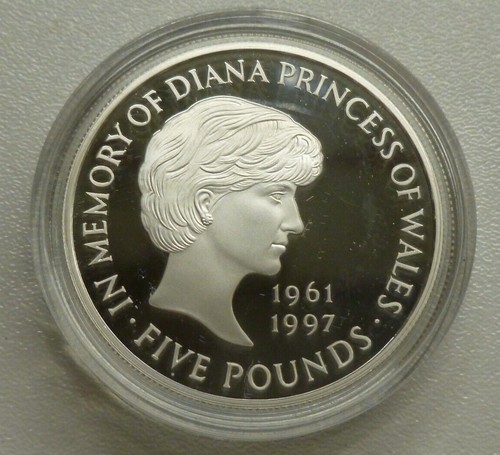 IN MEMORY OF DIANA PRINCESS OF WALES
· FIVE POUNDS ·
1961
1997